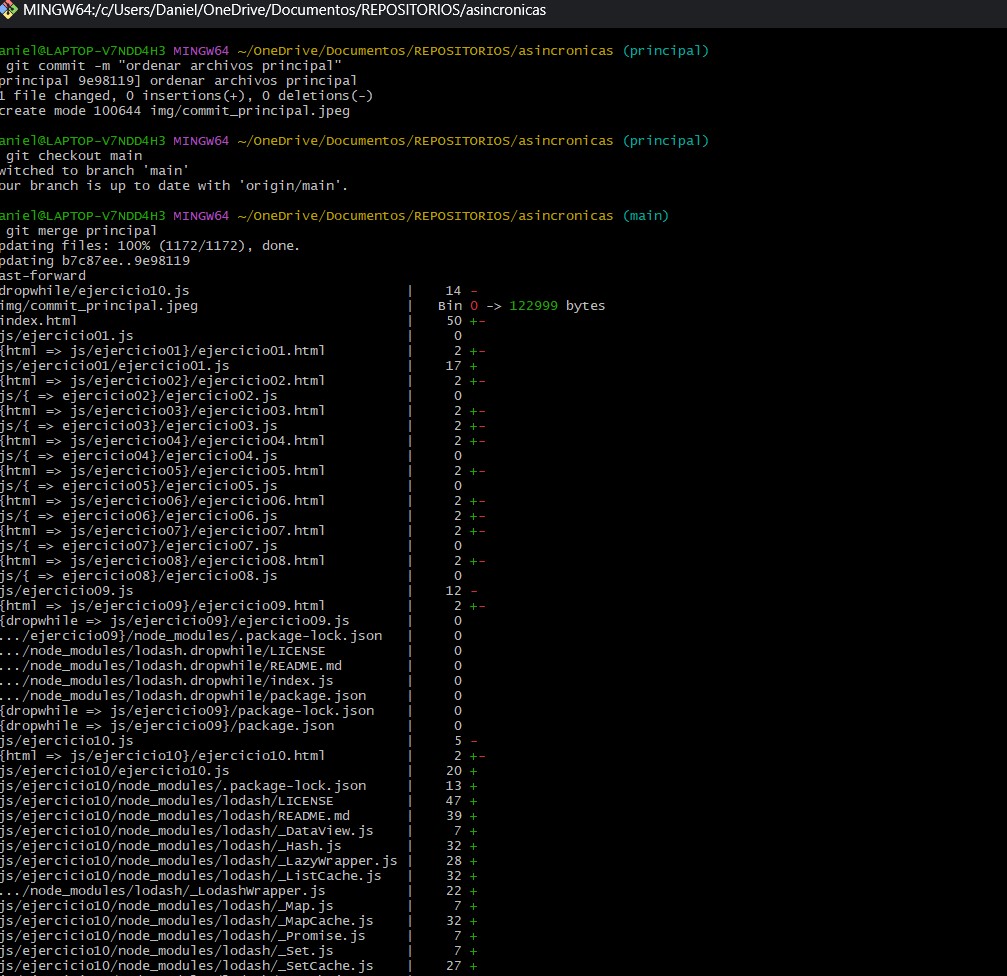 MINGW64:/c/Users/Daniel/OneDrive/Documentos/REPOSITORIOS/asincronicas
aniel@LAPTOP-V7NDD4H3 MINGW64 ~/OneDrive/Documentos/REPOSITORIOS/asincronicas (principal)
git commit -m "ordenar archivos principal"
principal 9e98119] ordenar archivos principal
1 file changed, 0 insertions(+), 0 deletions(-)
create mode 100644 img/commit_principal.jpeg
aniel@LAPTOP-V7NDD4H3 MINGW64 ~/OneDrive/Documentos/REPOSITORIOS/asincronicas (principal)
git checkout main
witched to branch 'main'
our branch is up to date with 'origin/main'.
aniel@LAPTOP-V7NDD4H3 MINGW64 ~/OneDrive/Documentos/REPOSITORIOS/asincronicas (main)
git merge principal
pdating files: 100% (1172/1172), done.
pdating b7c87ee..9e98119
ast-forward
dropwhile/ejercicio10.js | 14 -
img/commit_principal.jpeg | Bin 0 -> 122999 bytes
index.html | 50 +-
js/ejercicio01.js | 0
{html => js/ejercicio01}/ejercicio01.html | 2 +-
js/ejercicio01/ejercicio01.js | 17 +
{html => js/ejercicio02}/ejercicio02.html | 2 +-
js/{ => ejercicio02}/ejercicio02.js | 0
{html => js/ejercicio03}/ejercicio03.html | 2 +-
js/{ => ejercicio03}/ejercicio03.js | 2 +-
{html => js/ejercicio04}/ejercicio04.html | 2 +-
js/{ => ejercicio04}/ejercicio04.js | 0
{html => js/ejercicio05}/ejercicio05.html | 2 +-
js/{ => ejercicio05}/ejercicio05.js | 0
{html => js/ejercicio06}/ejercicio06.html | 2 +-
js/{ => ejercicio06}/ejercicio06.js | 2 +-
{html => js/ejercicio07}/ejercicio07.html | 2 +-
js/{ => ejercicio07}/ejercicio07.js | 0
{html => js/ejercicio08}/ejercicio08.html | 2 +-
js/{ => ejercicio08}/ejercicio08.js | 0
js/ejercicio09.js | 12 -
{html => js/ejercicio09}/ejercicio09.html | 2 +-
{dropwhile => js/ejercicio09}/ejercicio09.js | 0
.../ejercicio09}/node_modules/.package-lock.json | 0
.../node_modules/lodash.dropwhile/LICENSE | 0
.../node_modules/lodash.dropwhile/README.md | 0
.../node_modules/lodash.dropwhile/index.js | 0
.../node_modules/lodash.dropwhile/package.json | 0
{dropwhile => js/ejercicio09}/package-lock.json | 0
{dropwhile => js/ejercicio09}/package.json | 0
js/ejercicio10.js | 5 -
{html => js/ejercicio10}/ejercicio10.html | 2 +-
js/ejercicio10/ejercicio10.js | 20 +
js/ejercicio10/node_modules/.package-lock.json | 13 +
js/ejercicio10/node_modules/lodash/LICENSE | 47 +
js/ejercicio10/node_modules/lodash/README.md | 39 +
js/ejercicio10/node_modules/lodash/_DataView.js | 7 +
js/ejercicio10/node_modules/lodash/_Hash.js | 32 +
js/ejercicio10/node_modules/lodash/_LazyWrapper.js | 28 +
js/ejercicio10/node_modules/lodash/_ListCache.js | 32 +
.../node_modules/lodash/_LodashWrapper.js | 22 +
js/ejercicio10/node_modules/lodash/_Map.js | 7 +
js/ejercicio10/node_modules/lodash/_MapCache.js | 32 +
js/ejercicio10/node_modules/lodash/_Promise.js | 7 +
js/ejercicio10/node_modules/lodash/_Set.js | 7 +
js/ejercicio10/node_modules/lodash/_SetCache.js | 27 +